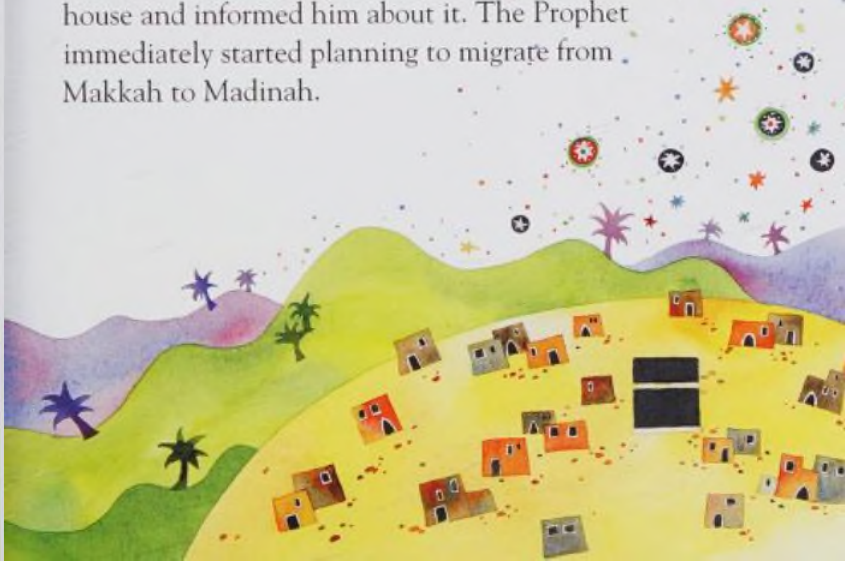 house and informed him about it. The Prophet
immediately started planning to migrate from
Makkah to Madinah.